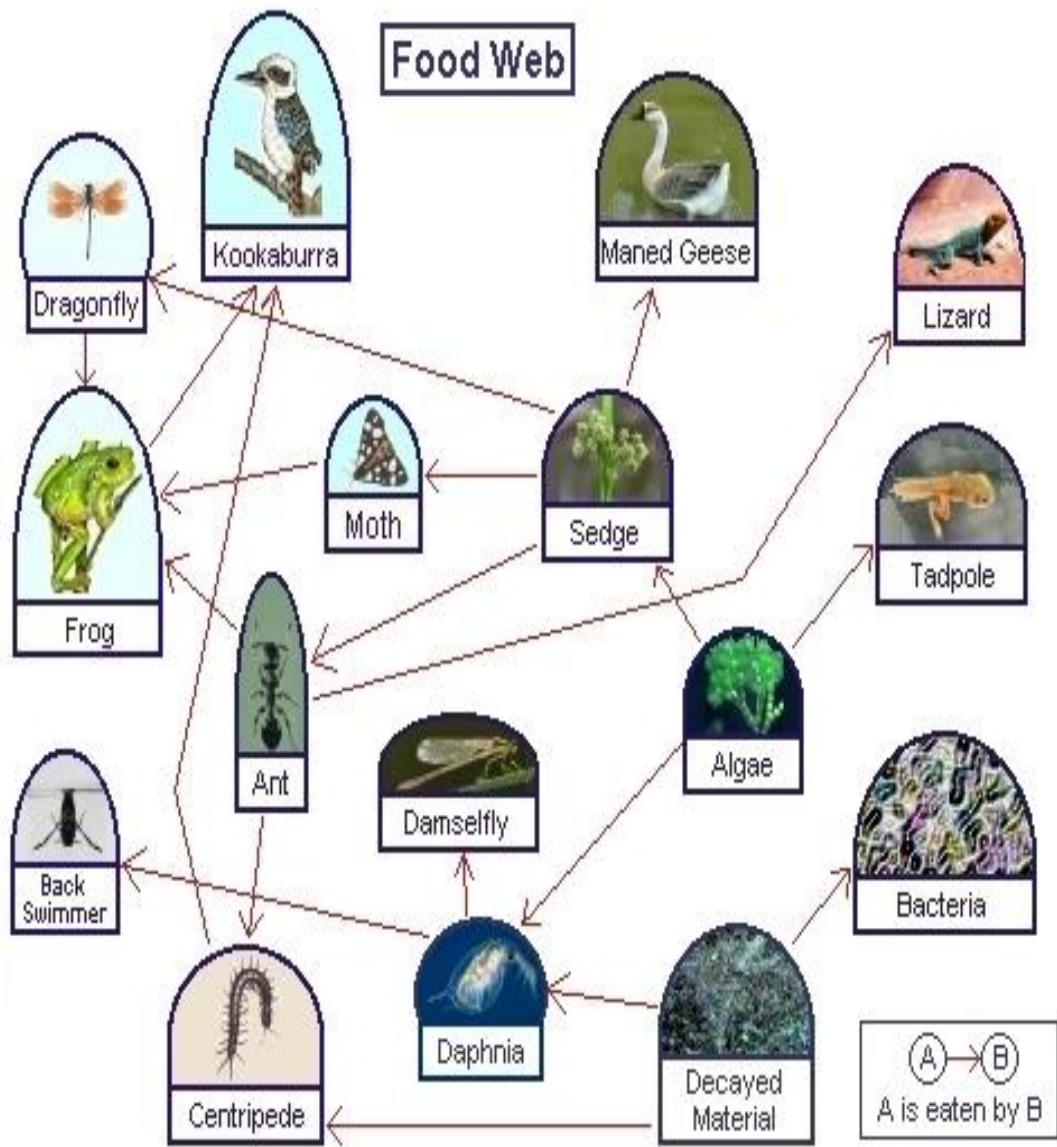 Food Web
Kookaburra
Maned Geese
Dragonfly
Lizard
Moth
Sedge
Tadpole
Frog
Ant
Algae
Damselfly
Back
Swimmer
Bacteria
Daphnia
Decayed
Material
Centripede
A
B
A is eaten by B